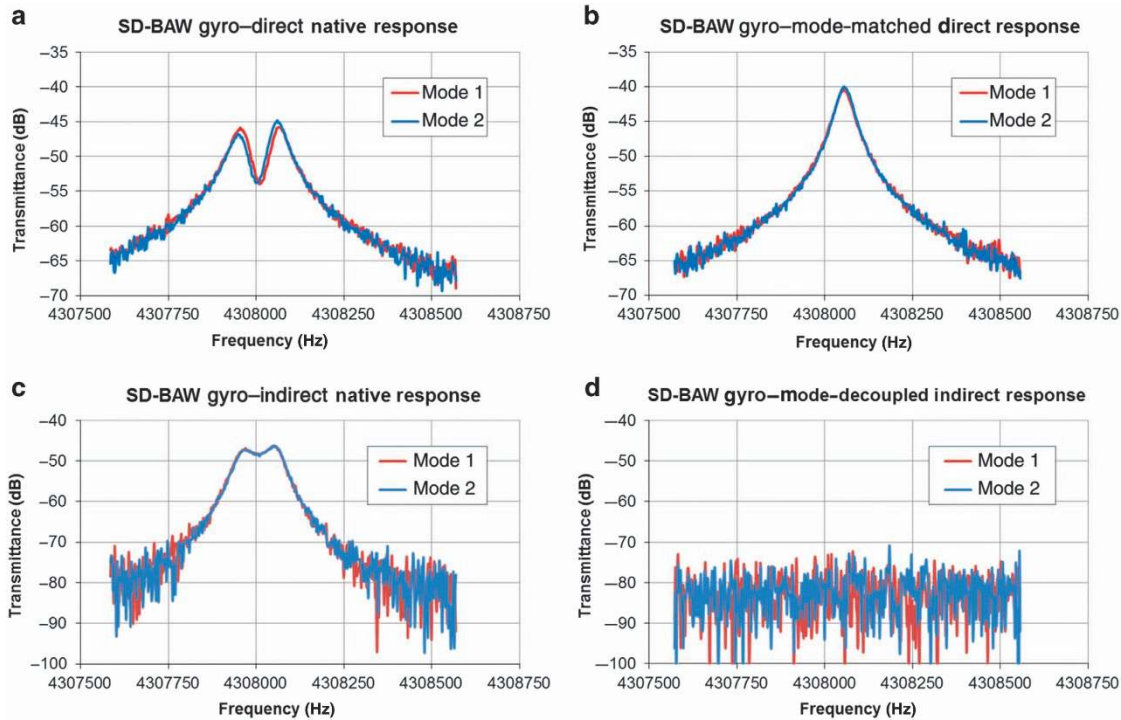 a
SD-BAW gyro–direct native response
–35
–40
–45
–50
–55
–60
–65
–70
Transmittance (dB)
Mode 1
Mode 2
4307500 4307750 4308000 4308250 4308500 4308750
Frequency (Hz)
b
SD-BAW gyro–mode-matched direct response
–35
–40
–45
–50
–55
–60
–65
–70
Transmittance (dB)
Mode 1
Mode 2
4307500 4307750 4308000 4308250 4308500 4308750
Frequency (Hz)
c
SD-BAW gyro–indirect native response
–40
–50
–60
–70
–80
–90
–100
Transmittance (dB)
Mode 1
Mode 2
4307500 4307750 4308000 4308250 4308500 4308750
Frequency (Hz)
d
SD-BAW gyro–mode-decoupled indirect response
–40
–50
–60
–70
–80
–90
–100
Transmittance (dB)
Mode 1
Mode 2
4307500 4307750 4308000 4308250 4308500 4308750
Frequency (Hz)